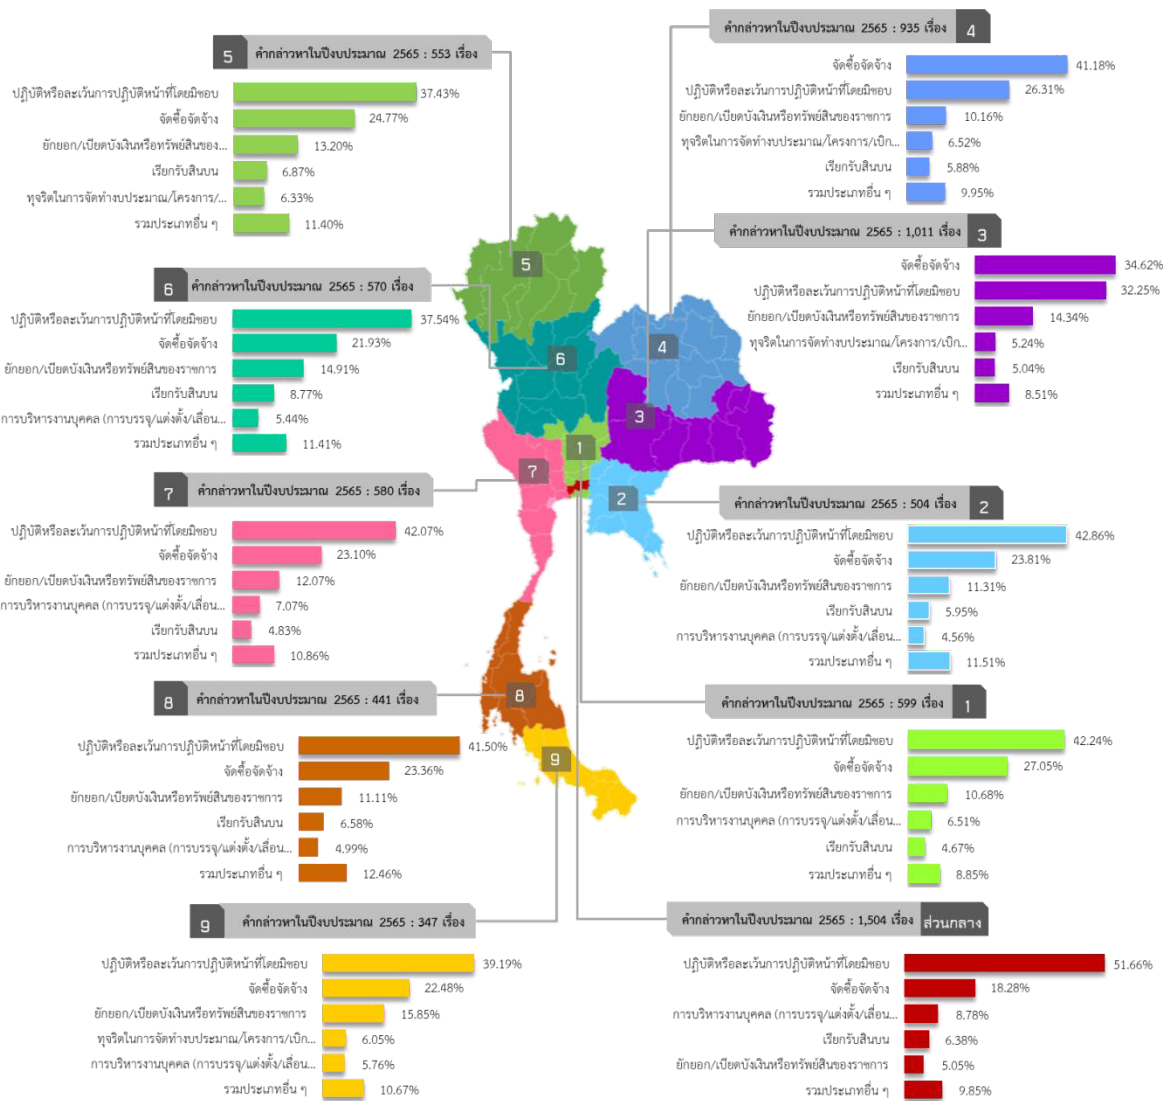 5 คำกล่าวหาในปีงบประมาณ 2565 : 553 เรื่อง
ปฏิบัติหรือละเว้นการปฏิบัติหน้าที่โดยมิชอบ 37.43%
จัดซื้อจัดจ้าง 24.77%
ยักยอก/เบียดบังเงินหรือทรัพย์สินของ... 13.20%
เรียกรับสินบน 6.87%
ทุจริตในการจัดทำงบประมาณ/โครงการ/... 6.33%
รวมประเภทอื่น ๆ 11.40%
คำกล่าวหาในปีงบประมาณ 2565 : 935 เรื่อง 4
จัดซื้อจัดจ้าง 41.18%
ปฏิบัติหรือละเว้นการปฏิบัติหน้าที่โดยมิชอบ 26.31%
ยักยอก/เบียดบังเงินหรือทรัพย์สินของราชการ 10.16%
ทุจริตในการจัดทำงบประมาณ/โครงการ/เบิก... 6.52%
เรียกรับสินบน 5.88%
รวมประเภทอื่น ๆ 9.95%
คำกล่าวหาในปีงบประมาณ 2565 : 1,011 เรื่อง 3
จัดซื้อจัดจ้าง 34.62%
ปฏิบัติหรือละเว้นการปฏิบัติหน้าที่โดยมิชอบ 32.25%
ยักยอก/เบียดบังเงินหรือทรัพย์สินของราชการ 14.34%
ทุจริตในการจัดทำงบประมาณ/โครงการ/เบิก... 5.24%
เรียกรับสินบน 5.04%
รวมประเภทอื่น ๆ 8.51%
6 คำกล่าวหาในปีงบประมาณ 2565 : 570 เรื่อง
ปฏิบัติหรือละเว้นการปฏิบัติหน้าที่โดยมิชอบ 37.54%
จัดซื้อจัดจ้าง 21.93%
ยักยอก/เบียดบังเงินหรือทรัพย์สินของราชการ 14.91%
เรียกรับสินบน 8.77%
การบริหารงานบุคคล (การบรรจุ/แต่งตั้ง/เลื่อน... 5.44%
รวมประเภทอื่น ๆ 11.41%
5
4
6
3
1
7
2
8
9
7 คำกล่าวหาในปีงบประมาณ 2565 : 580 เรื่อง
ปฏิบัติหรือละเว้นการปฏิบัติหน้าที่โดยมิชอบ 42.07%
จัดซื้อจัดจ้าง 23.10%
ยักยอก/เบียดบังเงินหรือทรัพย์สินของราชการ 12.07%
การบริหารงานบุคคล (การบรรจุ/แต่งตั้ง/เลื่อน... 7.07%
เรียกรับสินบน 4.83%
รวมประเภทอื่น ๆ 10.86%
คำกล่าวหาในปีงบประมาณ 2565 : 504 เรื่อง 2
ปฏิบัติหรือละเว้นการปฏิบัติหน้าที่โดยมิชอบ 42.86%
จัดซื้อจัดจ้าง 23.81%
ยักยอก/เบียดบังเงินหรือทรัพย์สินของราชการ 11.31%
เรียกรับสินบน 5.95%
การบริหารงานบุคคล (การบรรจุ/แต่งตั้ง/เลื่อน... 4.56%
รวมประเภทอื่น ๆ 11.51%
8 คำกล่าวหาในปีงบประมาณ 2565 : 441 เรื่อง
ปฏิบัติหรือละเว้นการปฏิบัติหน้าที่โดยมิชอบ 41.50%
จัดซื้อจัดจ้าง 23.36%
ยักยอก/เบียดบังเงินหรือทรัพย์สินของราชการ 11.11%
เรียกรับสินบน 6.58%
การบริหารงานบุคคล (การบรรจุ/แต่งตั้ง/เลื่อน... 4.99%
รวมประเภทอื่น ๆ 12.46%
คำกล่าวหาในปีงบประมาณ 2565 : 599 เรื่อง 1
ปฏิบัติหรือละเว้นการปฏิบัติหน้าที่โดยมิชอบ 42.24%
จัดซื้อจัดจ้าง 27.05%
ยักยอก/เบียดบังเงินหรือทรัพย์สินของราชการ 10.68%
การบริหารงานบุคคล (การบรรจุ/แต่งตั้ง/เลื่อน... 6.51%
เรียกรับสินบน 4.67%
รวมประเภทอื่น ๆ 8.85%
9 คำกล่าวหาในปีงบประมาณ 2565 : 347 เรื่อง
ปฏิบัติหรือละเว้นการปฏิบัติหน้าที่โดยมิชอบ 39.19%
จัดซื้อจัดจ้าง 22.48%
ยักยอก/เบียดบังเงินหรือทรัพย์สินของราชการ 15.85%
ทุจริตในการจัดทำงบประมาณ/โครงการ/เบิก... 6.05%
การบริหารงานบุคคล (การบรรจุ/แต่งตั้ง/เลื่อน... 5.76%
รวมประเภทอื่น ๆ 10.67%
คำกล่าวหาในปีงบประมาณ 2565 : 1,504 เรื่อง ส่วนกลาง
ปฏิบัติหรือละเว้นการปฏิบัติหน้าที่โดยมิชอบ 51.66%
จัดซื้อจัดจ้าง 18.28%
การบริหารงานบุคคล (การบรรจุ/แต่งตั้ง/เลื่อน... 8.78%
เรียกรับสินบน 6.38%
ยักยอก/เบียดบังเงินหรือทรัพย์สินของราชการ 5.05%
รวมประเภทอื่น ๆ 9.85%